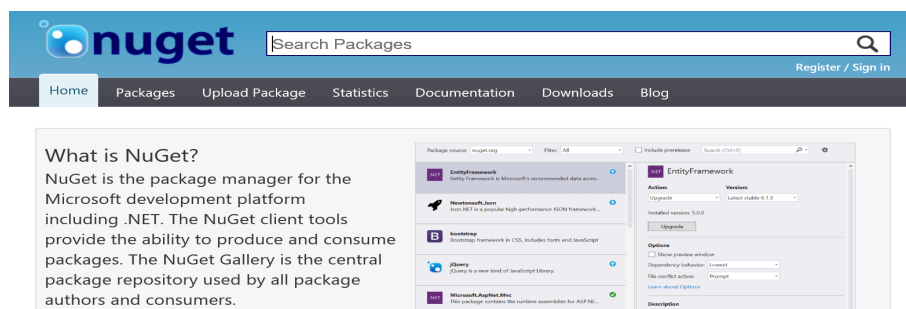 nuget
Search Packages
Register / Sign in
Home Packages Upload Package Statistics Documentation Downloads Blog
What is NuGet?
NuGet is the package manager for the
Microsoft development platform
including .NET. The NuGet client tools
provide the ability to produce and consume
packages. The NuGet Gallery is the central
package repository used by all package
authors and consumers.
Package source: nuget.org Filter: All Include prerelease Search (Ctrl+E)
.NET EntityFramework
Entity Framework is Microsoft's recommended data acces...
Newtonsoft.Json
Json.NET is a popular high-performance JSON framework...
B bootstrap
Bootstrap framework in CSS. Includes fonts and JavaScript
jQuery
jQuery is a new kind of JavaScript Library.
.NET Microsoft.AspNet.Mvc
This package contains the runtime assemblies for ASP.NE...
.NET EntityFramework
Action: Version:
Upgrade Latest stable 6.1.3
Installed version: 5.0.0
Upgrade
Options
Show preview window
Dependency behavior: Lowest
File conflict action: Prompt
Learn about Options
Description